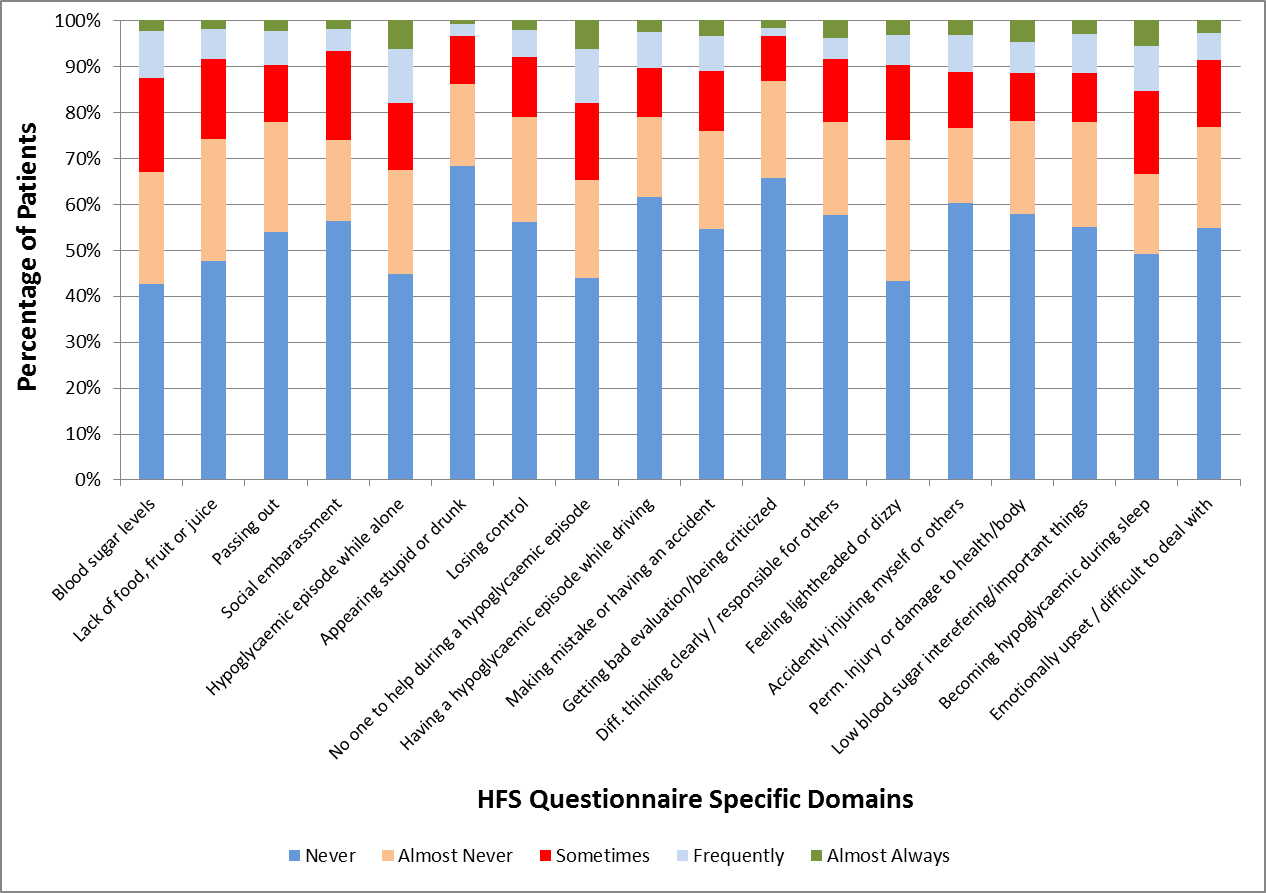 100%
90%
80%
70%
60%
50%
40%
30%
20%
10%
0%
Percentage of Patients
Blood sugar levels
Lack of food, fruit or juice
Passing out
Social embarassment
Hypoglycaemic episode while alone
Appearing stupid or drunk
Losing control
No one to help during a hypoglycaemic episode
Having a hypoglycaemic episode while driving
Making mistake or having an accident
Getting bad evaluation/being criticized
Diff. thinking clearly / responsible for others
Feeling lightheaded or dizzy
Accidently injuring myself or others
Perm. Injury or damage to health/body
Low blood sugar interefering/important things
Becoming hypoglycaemic during sleep
Emotionally upset / difficult to deal with
HFS Questionnaire Specific Domains
Never
Almost Never
Sometimes
Frequently
Almost Always